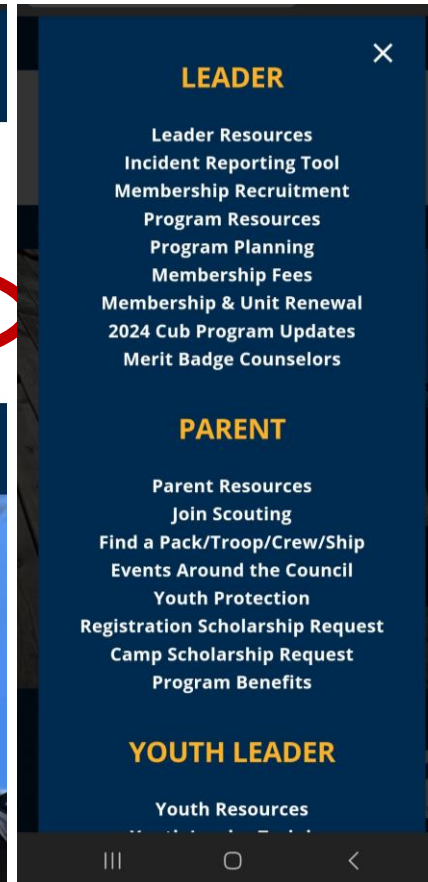 LEADER
Leader Resources
Incident Reporting Tool
Membership Recruitment
Program Resources
Program Planning
Membership Fees
Membership & Unit Renewal
2024 Cub Program Updates
Merit Badge Counselors
PARENT
Parent Resources
Join Scouting
Find a Pack/Troop/Crew/Ship
Events Around the Council
Youth Protection
Registration Scholarship Request
Camp Scholarship Request
Program Benefits
YOUTH LEADER
Youth Resources